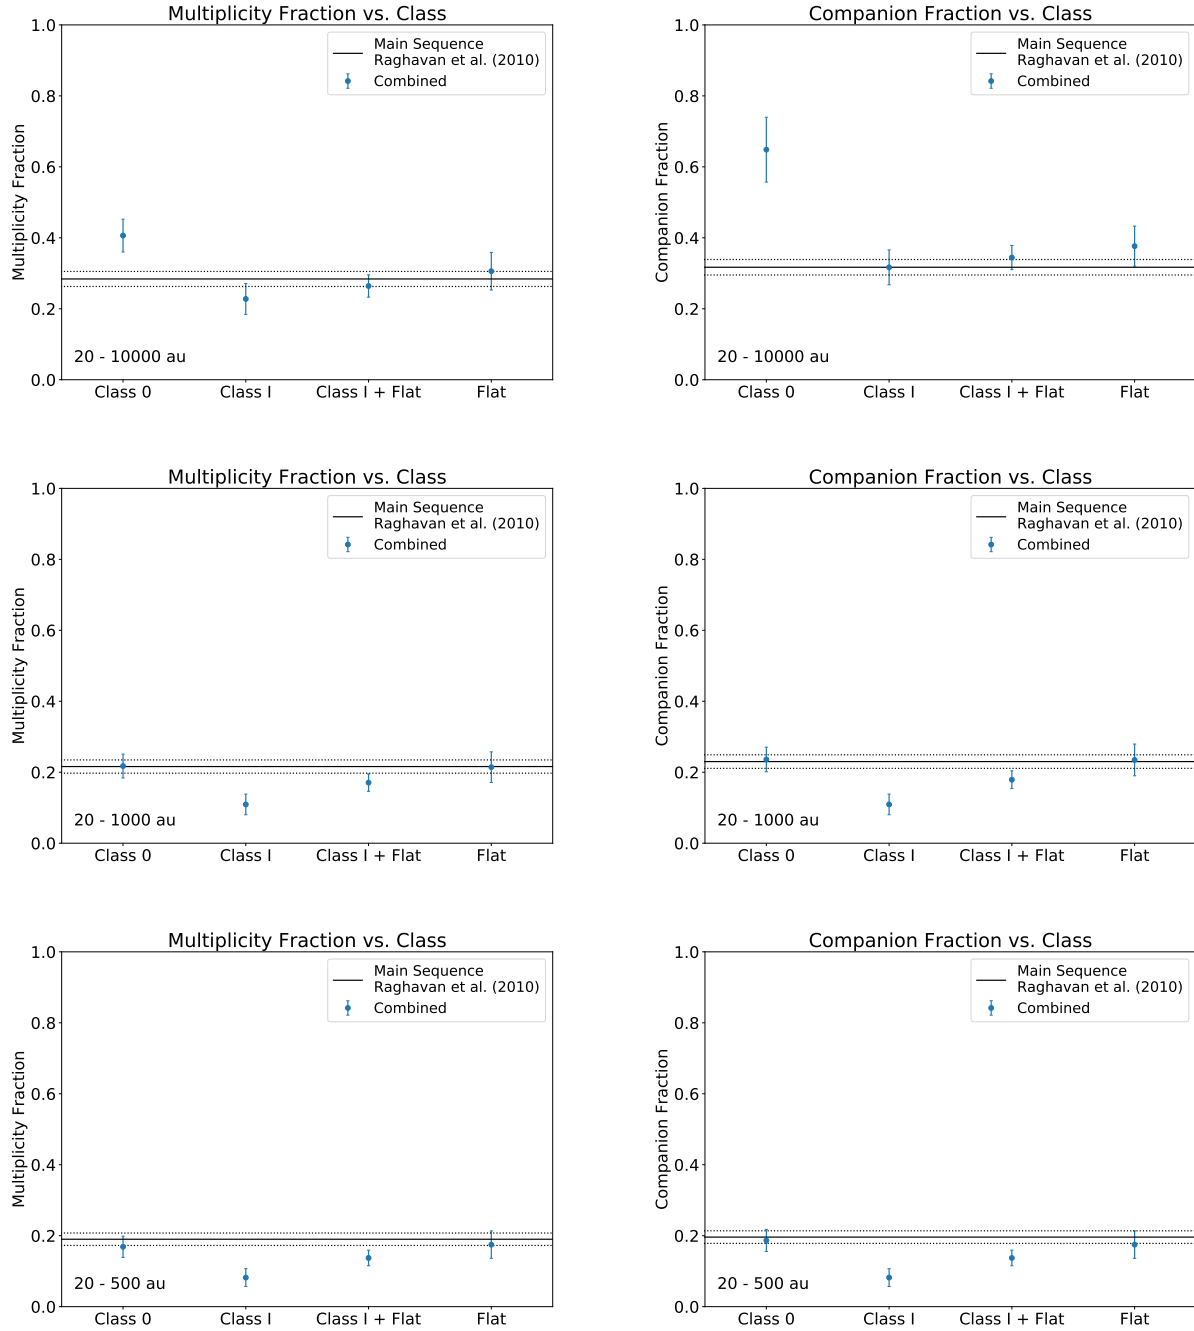 Multiplicity Fraction vs. Class
1.0
0.8
0.6
0.4
0.2
0.0
Multiplicity Fraction
Main Sequence
Raghavan et al. (2010)
Combined
20 - 10000 au
Class 0
Class I
Class I + Flat
Flat
Companion Fraction vs. Class
1.0
0.8
0.6
0.4
0.2
0.0
Companion Fraction
Main Sequence
Raghavan et al. (2010)
Combined
20 - 10000 au
Class 0
Class I
Class I + Flat
Flat
Multiplicity Fraction vs. Class
1.0
0.8
0.6
0.4
0.2
0.0
Multiplicity Fraction
Main Sequence
Raghavan et al. (2010)
Combined
20 - 1000 au
Class 0
Class I
Class I + Flat
Flat
Companion Fraction vs. Class
1.0
0.8
0.6
0.4
0.2
0.0
Companion Fraction
Main Sequence
Raghavan et al. (2010)
Combined
20 - 1000 au
Class 0
Class I
Class I + Flat
Flat
Multiplicity Fraction vs. Class
1.0
0.8
0.6
0.4
0.2
0.0
Multiplicity Fraction
Main Sequence
Raghavan et al. (2010)
Combined
20 - 500 au
Class 0
Class I
Class I + Flat
Flat
Companion Fraction vs. Class
1.0
0.8
0.6
0.4
0.2
0.0
Companion Fraction
Main Sequence
Raghavan et al. (2010)
Combined
20 - 500 au
Class 0
Class I
Class I + Flat
Flat